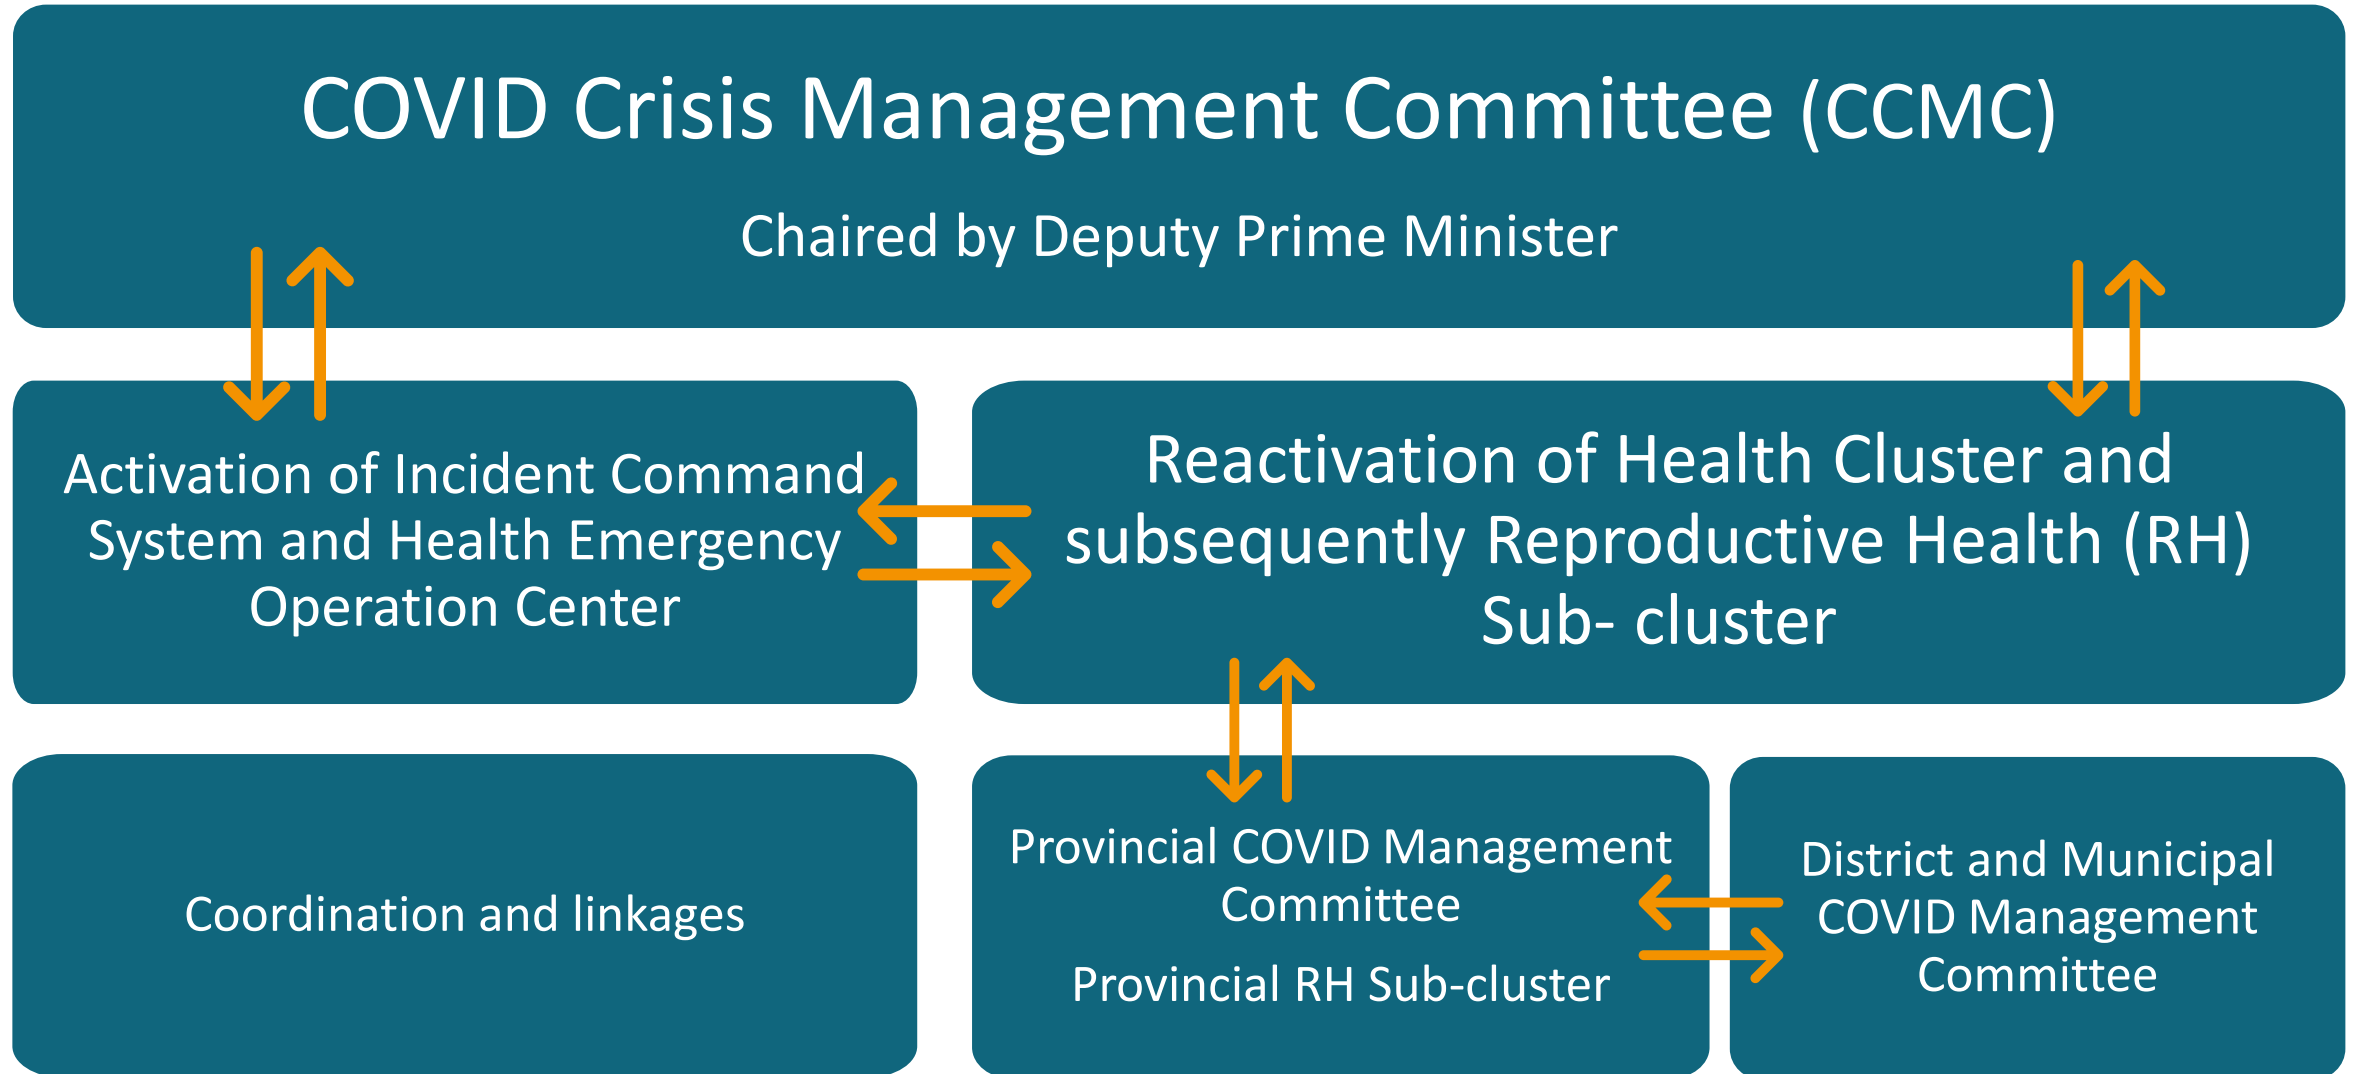 COVID Crisis Management Committee (CCMC)
Chaired by Deputy Prime Minister
Activation of Incident Command
System and Health Emergency
Operation Center
Reactivation of Health Cluster and
subsequently Reproductive Health (RH)
Sub- cluster
Coordination and linkages
Provincial COVID Management
Committee
Provincial RH Sub-cluster
District and Municipal
COVID Management
Committee